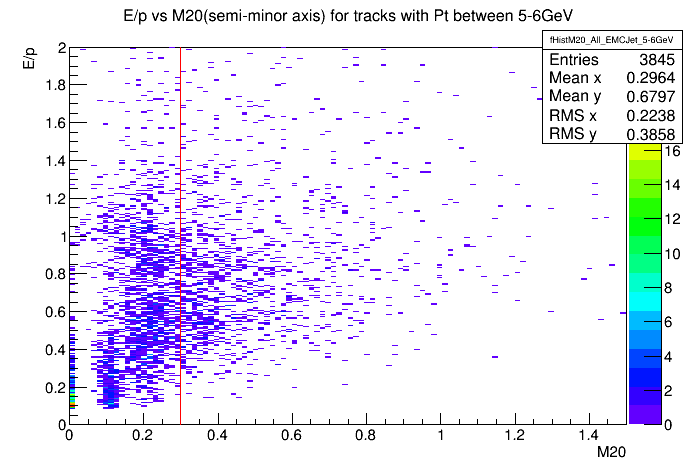 E/p vs M20(semi-minor axis) for tracks with Pt between 5-6GeV
fHistM20_All_EMCJet_5-6GeV
Entries 3845
Mean x 0.2964
Mean y 0.6797
RMS x 0.2238
RMS y 0.3858
E/p
2
1.8
1.6
1.4
1.2
1
0.8
0.6
0.4
0.2
0
16
14
12
10
8
6
4
2
0
0 0.2 0.4 0.6 0.8 1 1.2 1.4
M20